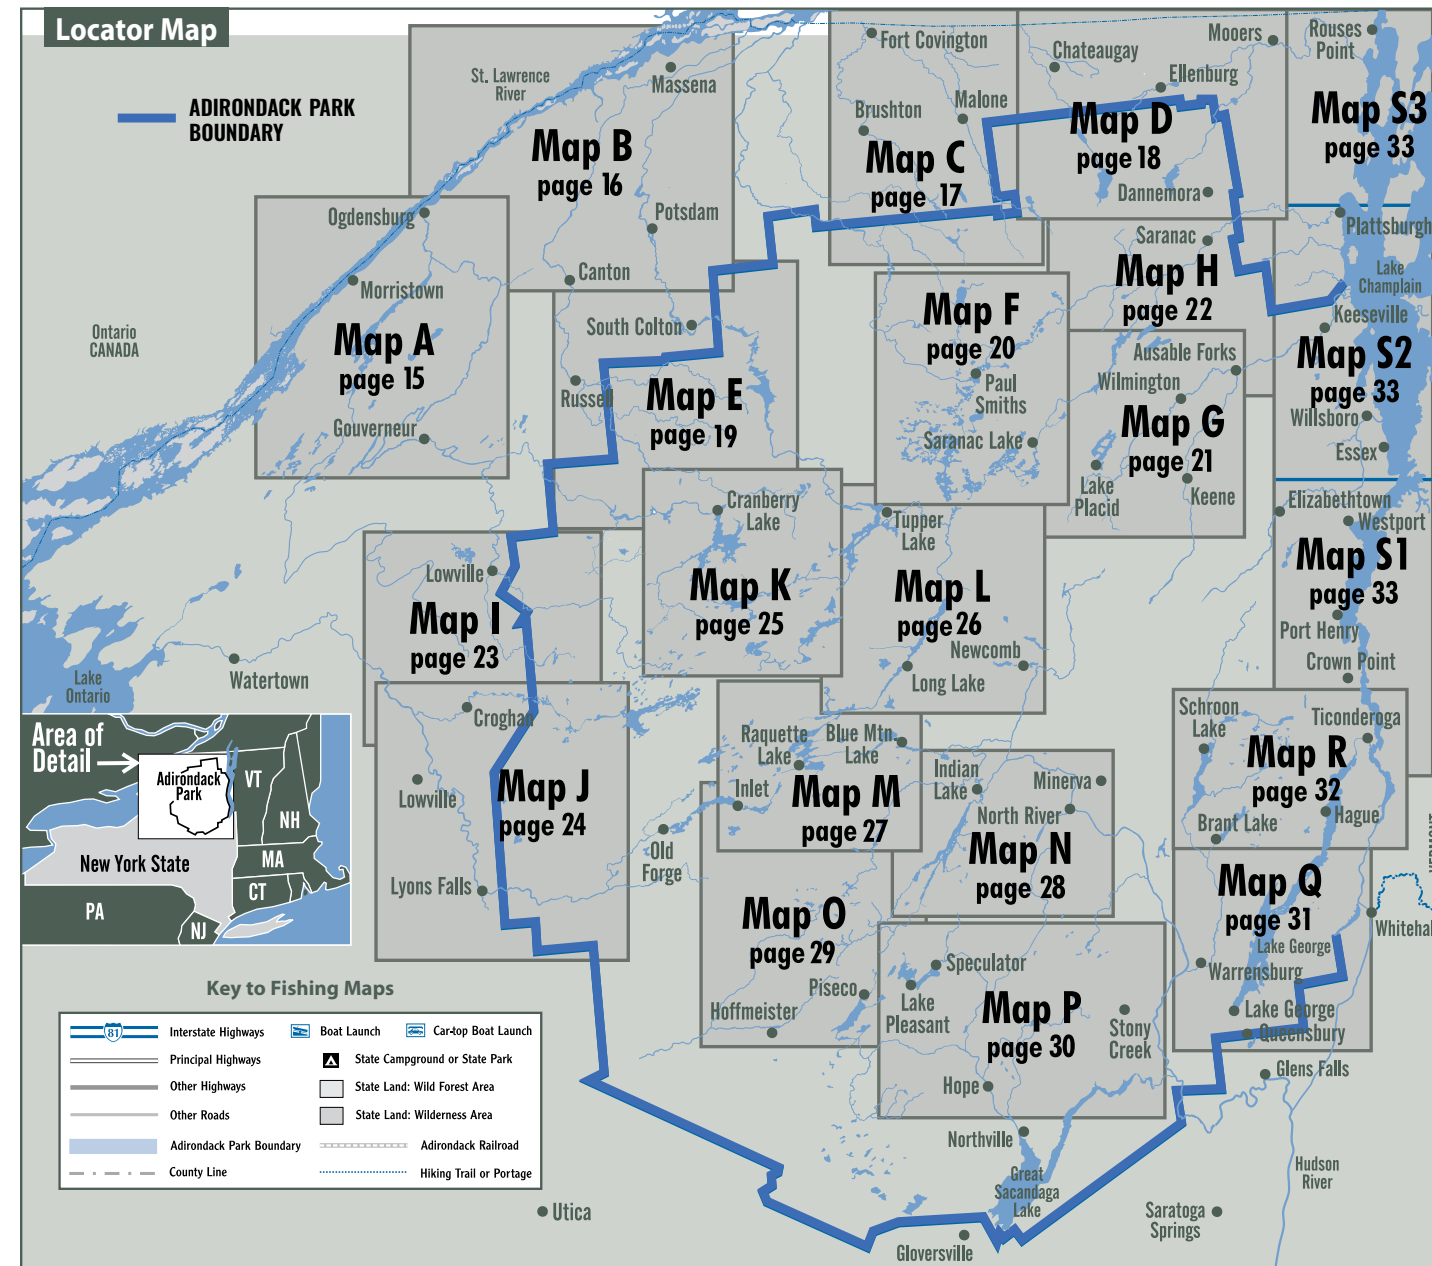 Locator Map
ADIRONDACK PARK
BOUNDARY
St. Lawrence
River
Massena
Fort Covington
Chateaugay
Mooers
Rouses
Point
Ellenburg
Brushton
Malone
Map B
page 16
Map C
page 17
Map D
page 18
Map S3
page 33
Dannemora
Ogdensburg
Potsdam
Plattsburgh
Saranac
Canton
Morristown
Map H
page 22
Lake
Champlain
Keeseville
Ontario
CANADA
South Colton
Map A
page 15
Map F
page 20
Ausable Forks
Wilmington
Map S2
page 33
Russell
Map E
page 19
Paul
Smiths
Willsboro
Gouverneur
Saranac Lake
Map G
page 21
Essex
Lake
Placid
Keene
Cranberry
Lake
Tupper
Lake
Elizabethtown
Westport
Lowville
Map K
page 25
Map L
page 26
Map S1
page 33
Map I
page 23
Port Henry
Newcomb
Crown Point
Watertown
Lake
Ontario
Long Lake
Croghan
Schroon
Lake
Ticonderoga
Area of
Detail
Adirondack
Park
VT
NH
MA
CT
New York State
PA
NJ
Raquette
Lake
Blue Mtn.
Lake
Map R
page 32
Lowville
Map J
page 24
Inlet
Map M
page 27
Indian
Lake
Minerva
North River
Hague
Brant Lake
Old
Forge
Map N
page 28
VERMONT
Lyons Falls
Map Q
page 31
Map O
page 29
Lake George
Speculator
Warrensburg
Piseco
Lake
Pleasant
Hoffmeister
Map P
page 30
Stony
Creek
Lake George
Queensbury
Glens Falls
Hope
Northville
Great
Sacandaga
Lake
Hudson
River
Utica
Saratoga
Springs
Gloversville
Key to Fishing Maps
81
Interstate Highways
Boat Launch
Car-top Boat Launch
Principal Highways
State Campground or State Park
Other Highways
State Land: Wild Forest Area
Other Roads
State Land: Wilderness Area
Adirondack Park Boundary
Adirondack Railroad
County Line
Hiking Trail or Portage